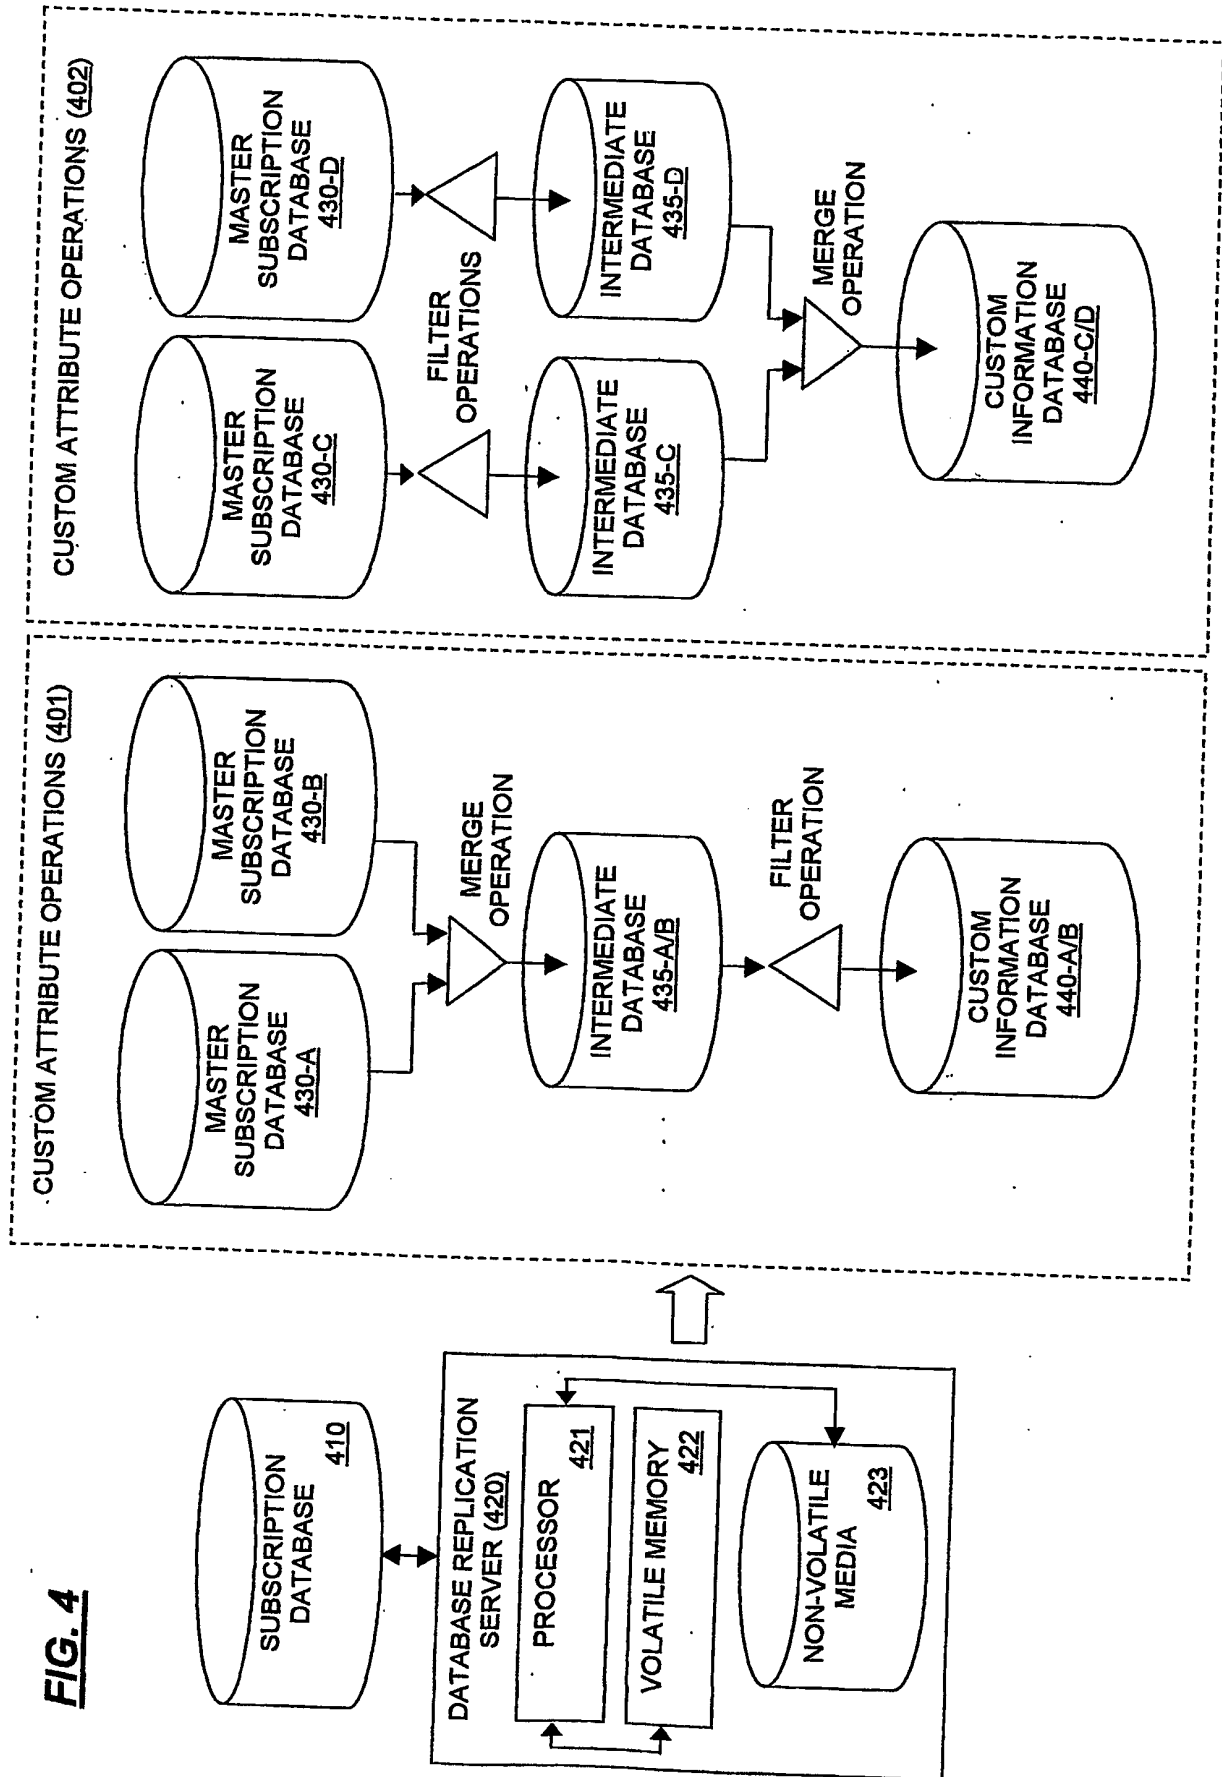 FIG. 4
SUBSCRIPTION
DATABASE
410
DATABASE REPLICATION
SERVER (420)
PROCESSOR
421
VOLATILE MEMORY
422
NON-VOLATILE
MEDIA
423
CUSTOM ATTRIBUTE OPERATIONS (401)
MASTER
SUBSCRIPTION
DATABASE
430-A
MASTER
SUBSCRIPTION
DATABASE
430-B
MERGE
OPERATION
INTERMEDIATE
DATABASE
435-A/B
FILTER
OPERATION
CUSTOM
INFORMATION
DATABASE
440-A/B
CUSTOM ATTRIBUTE OPERATIONS (402)
MASTER
SUBSCRIPTION
DATABASE
430-C
MASTER
SUBSCRIPTION
DATABASE
430-D
FILTER
OPERATIONS
INTERMEDIATE
DATABASE
435-C
INTERMEDIATE
DATABASE
435-D
MERGE
OPERATION
CUSTOM
INFORMATION
DATABASE
440-C/D